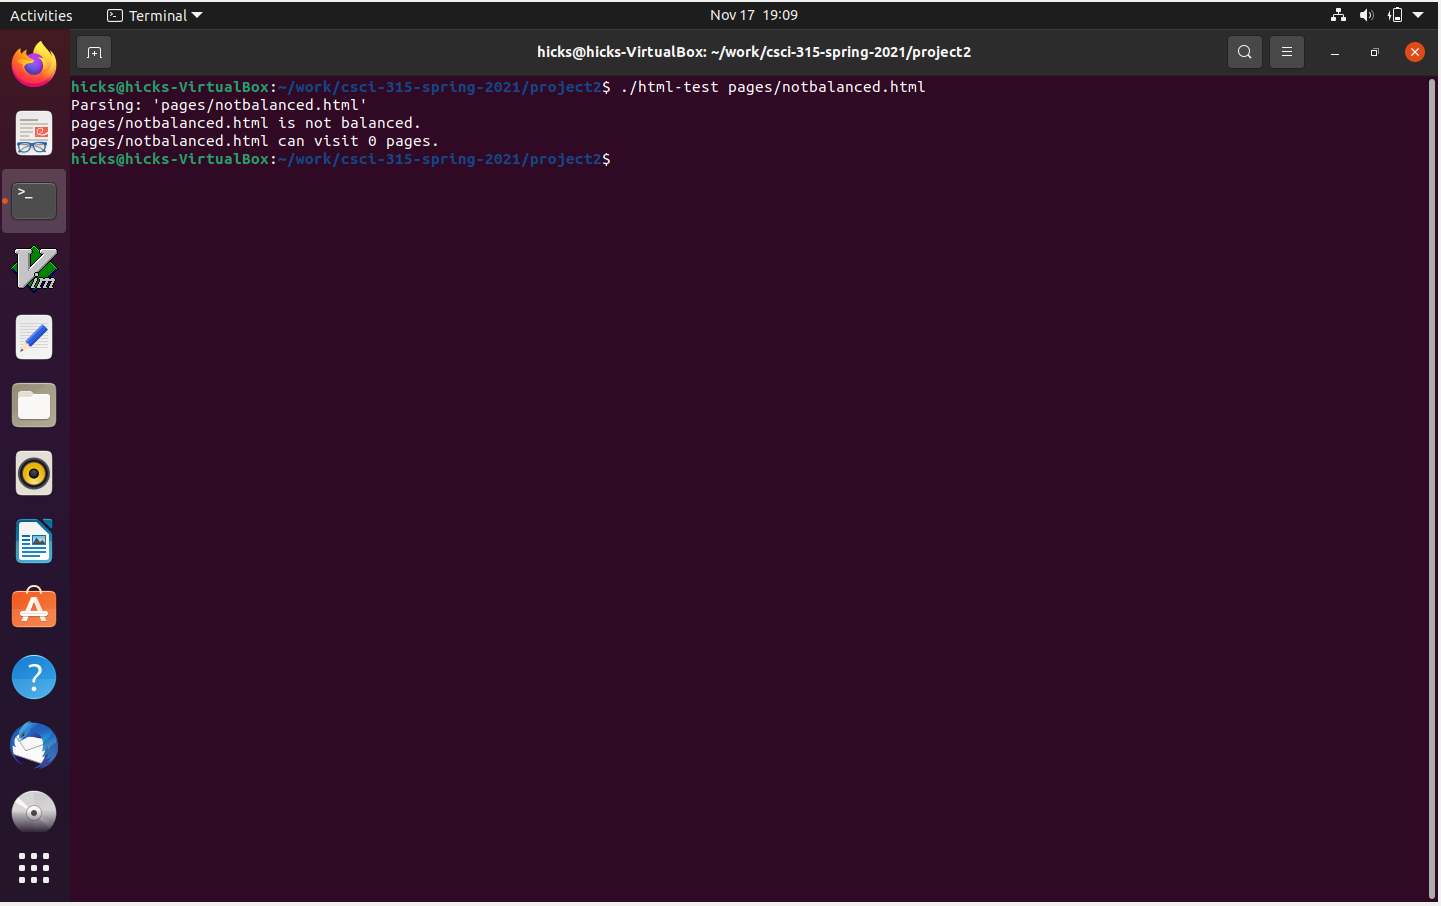 Activities
Terminal
Nov 17 19:09
hicks@hicks-VirtualBox: ~/work/csci-315-spring-2021/project2
hicks@hicks-VirtualBox:~/work/csci-315-spring-2021/project2$ ./html-test pages/notbalanced.html
Parsing: 'pages/notbalanced.html'
pages/notbalanced.html is not balanced.
pages/notbalanced.html can visit 0 pages.
hicks@hicks-VirtualBox:~/work/csci-315-spring-2021/project2$
>_
Vim
?